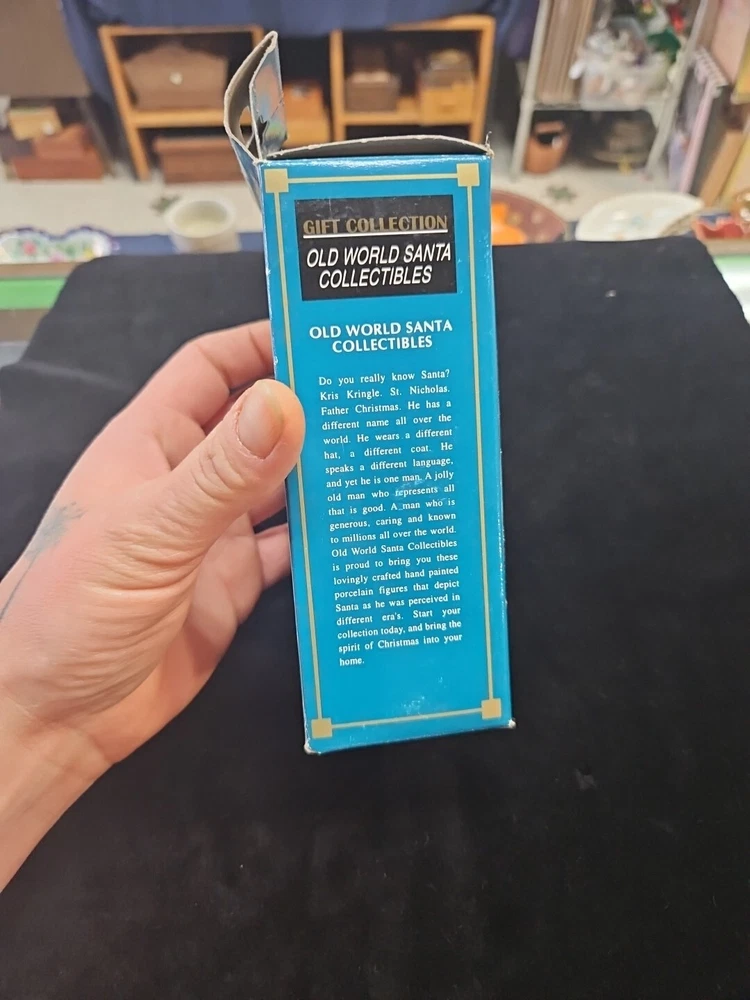 GIFT COLLECTION
OLD WORLD SANTA
COLLECTIBLES
OLD WORLD SANTA
COLLECTIBLES
Do you really know Santa?
Kris Kringle. St. Nicholas.
Father Christmas. He has a
different name all over the
world. He wears a different
hat, a different coat. He
speaks a different language,
and yet he is one man. A jolly
old man who represents all
that is good. A man who is
generous, caring and known
to millions all over the world.
Old World Santa Collectibles
is proud to bring you these
lovingly crafted hand painted
porcelain figures that depict
Santa as he was perceived in
different era's. Start your
collection today, and bring the
spirit of Christmas into your
home.